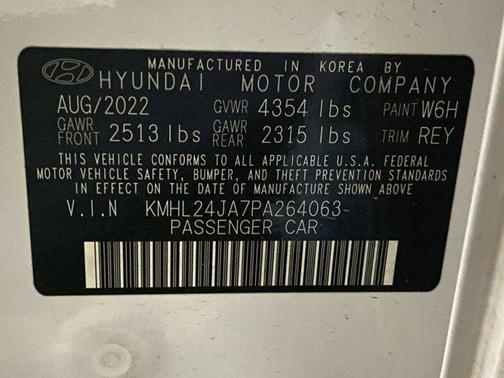 MANUFACTURED IN KOREA BY
HYUNDAI MOTOR COMPANY
AUG/2022 GVWR 4354 lbs PAINT W6H
GAWR FRONT 2513 lbs GAWR REAR 2315 lbs TRIM REY
THIS VEHICLE CONFORMS TO ALL APPLICABLE U.S.A. FEDERAL
MOTOR VEHICLE SAFETY, BUMPER, AND THEFT PREVENTION STANDARDS
IN EFFECT ON THE DATE OF MANUFACTURE SHOWN ABOVE
V.I.N KMHL24JA7PA264063
PASSENGER CAR